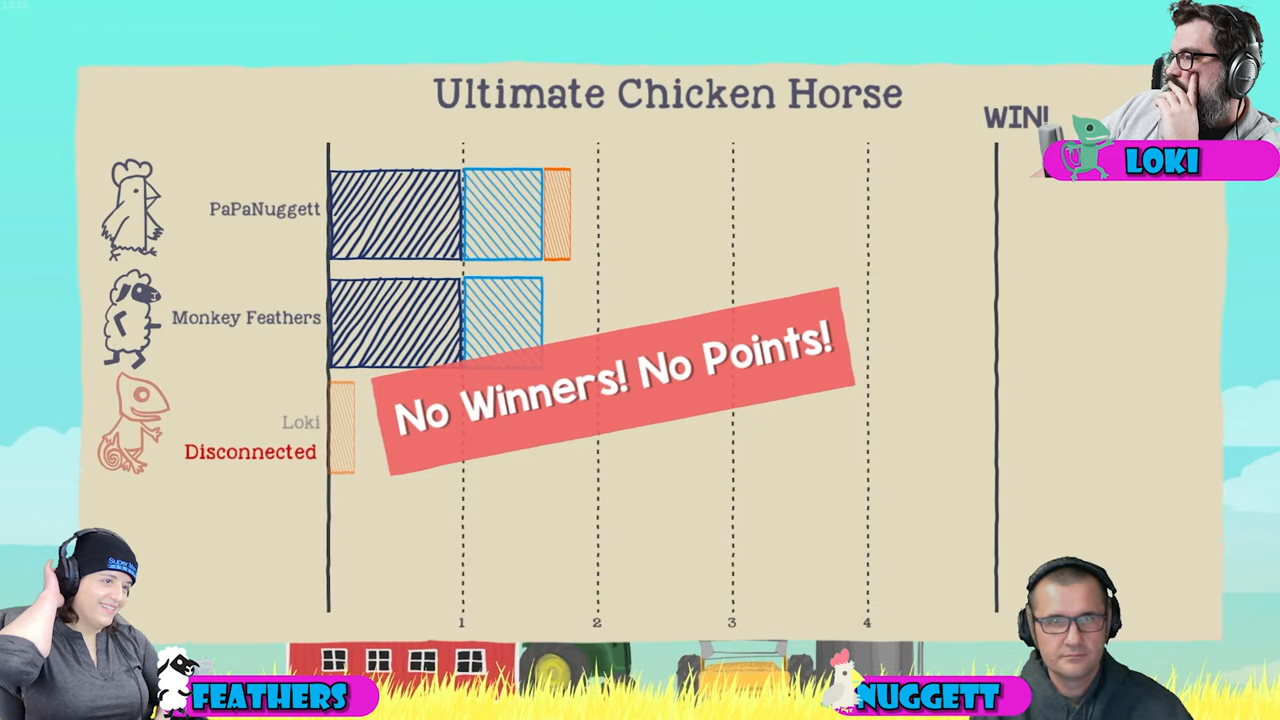 Ultimate Chicken Horse
WIN!
LOKI
PaPaNuggett
Monkey Feathers
No Winners! No Points!
Loki
Disconnected
1
2
3
4
FEATHERS
NUGGETT